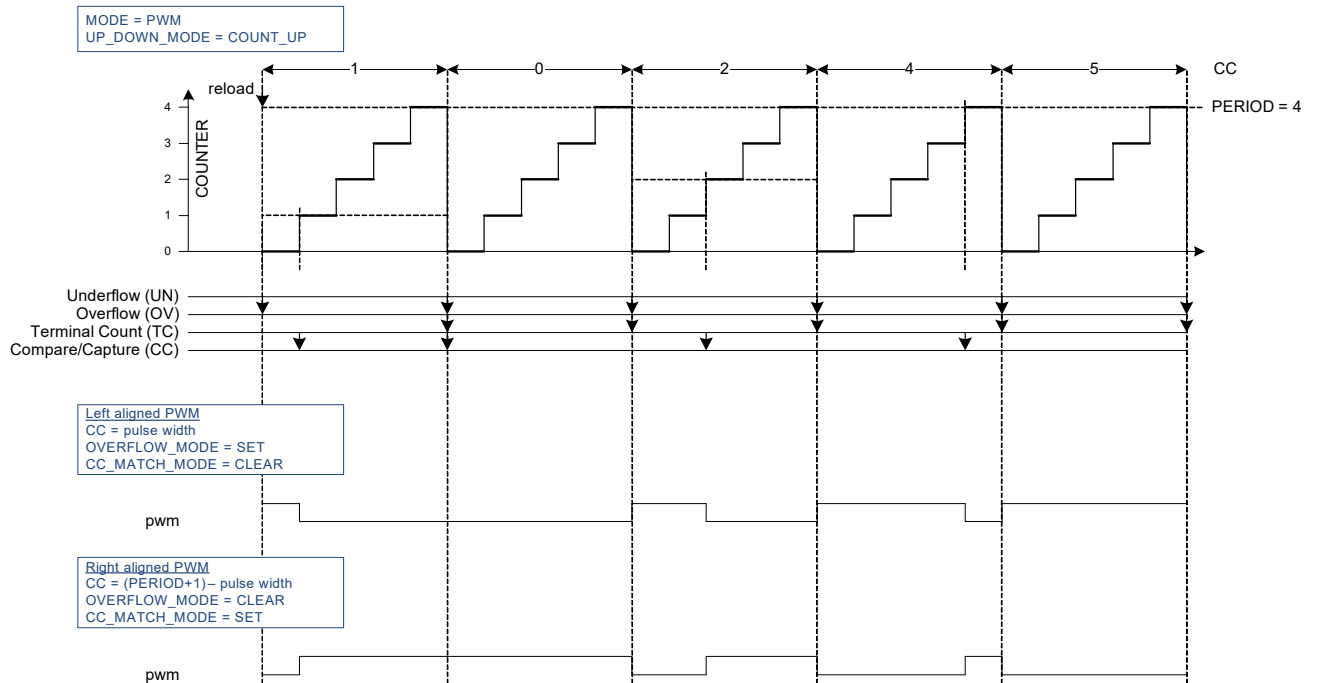 MODE = PWM
UP_DOWN_MODE = COUNT_UP
1
0
2
4
5
CC
reload
4
PERIOD = 4
3
2
1
0
COUNTER
Underflow (UN)
Overflow (OV)
Terminal Count (TC)
Compare/Capture (CC)
Left aligned PWM
CC = pulse width
OVERFLOW_MODE = SET
CC_MATCH_MODE = CLEAR
pwm
Right aligned PWM
CC = (PERIOD+1) – pulse width
OVERFLOW_MODE = CLEAR
CC_MATCH_MODE = SET
pwm